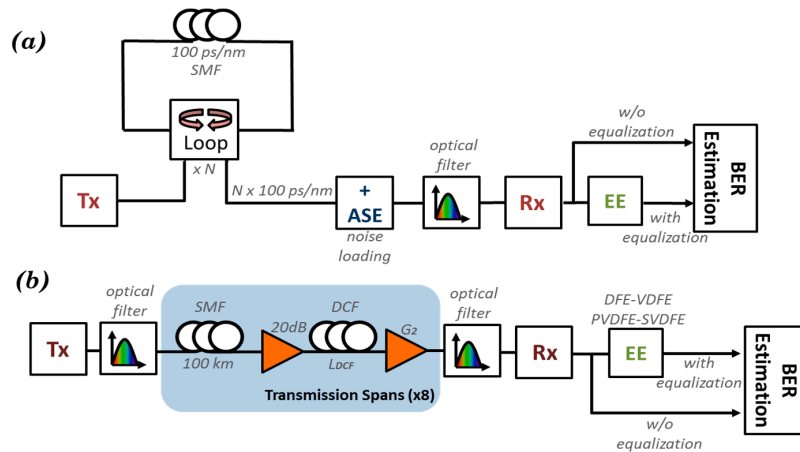 (a)
100 ps/nm
SMF
Loop
x N
Tx
N x 100 ps/nm
+
ASE
noise
loading
optical
filter
Rx
w/o
equalization
EE
with
equalization
BER
Estimation
(b)
Tx
optical
filter
SMF
100 km
20dB
DCF
LDCF
G2
Transmission Spans (x8)
optical
filter
Rx
DFE-VDFE
PVDFE-SVDFE
EE
with
equalization
w/o
equalization
BER
Estimation